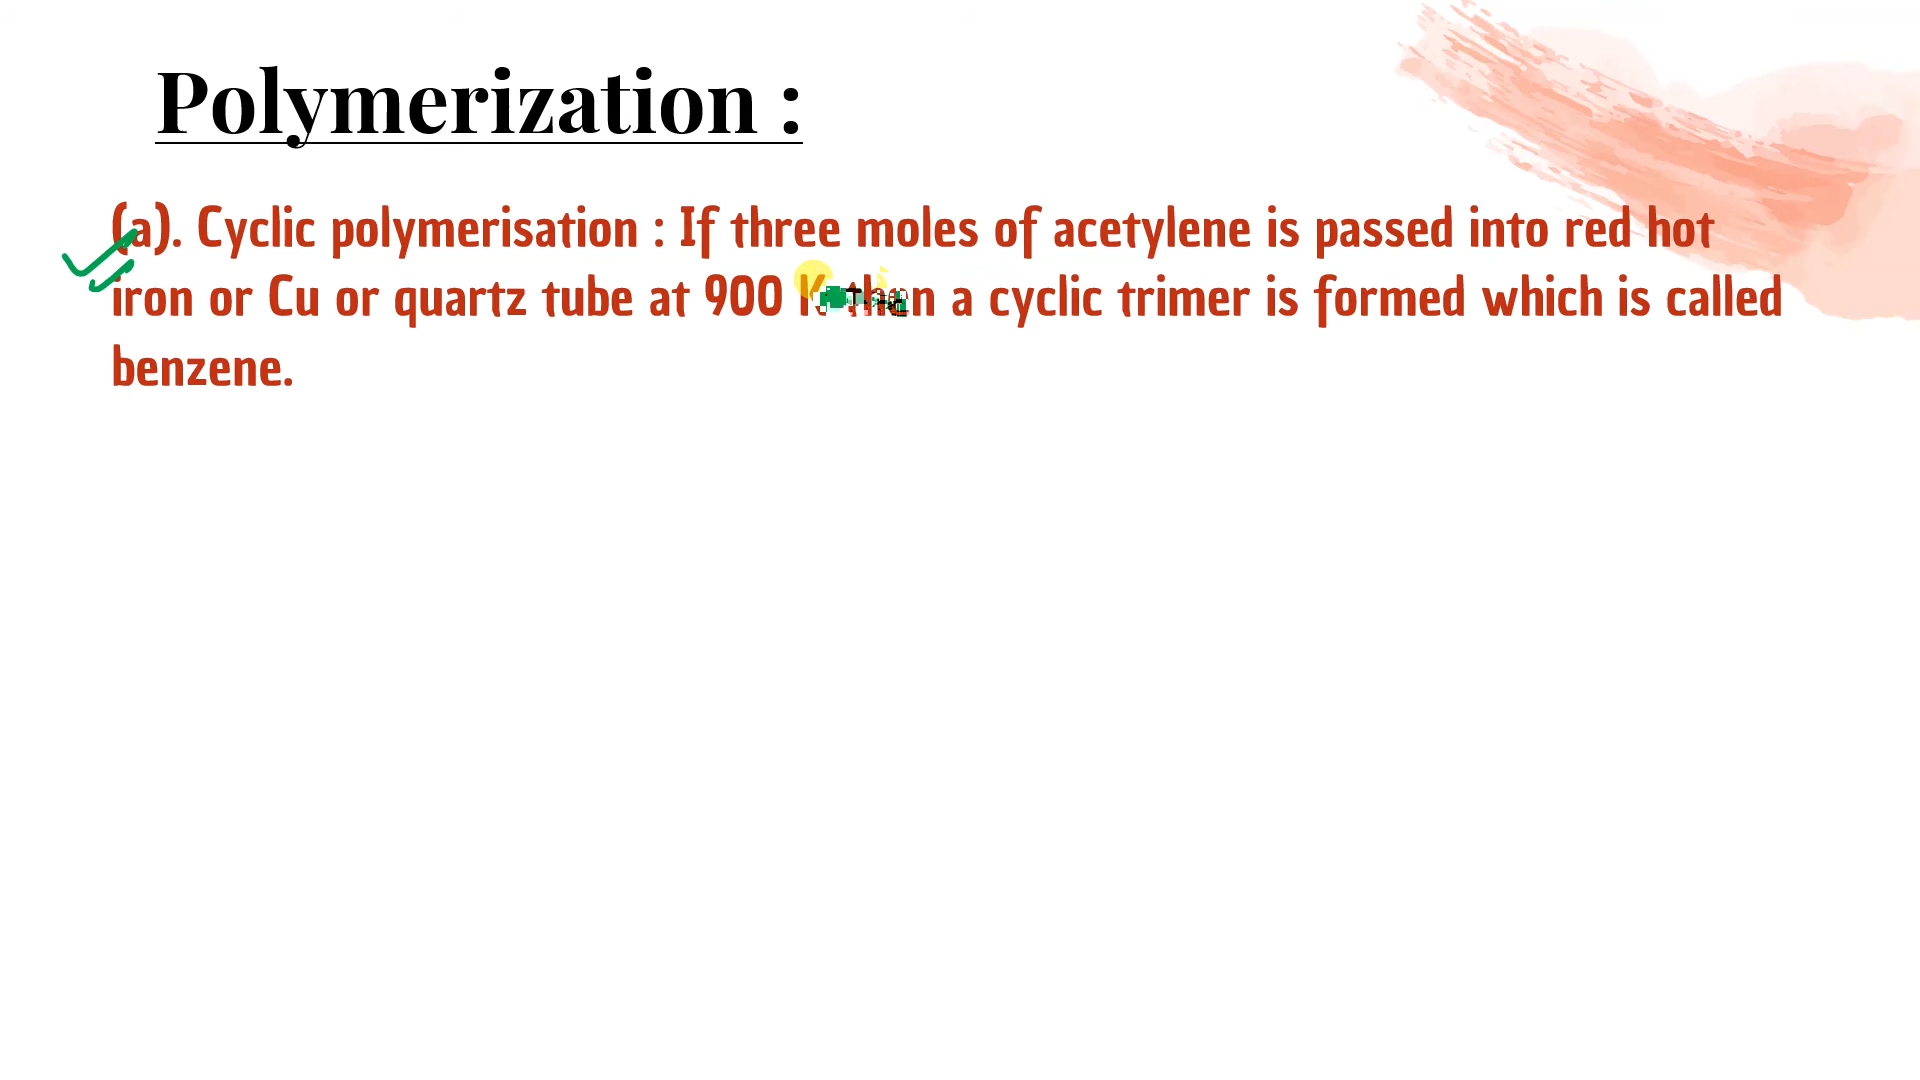 Polymerization :
(a). Cyclic polymerisation : If three moles of acetylene is passed into red hot
iron or Cu or quartz tube at 900 K then a cyclic trimer is formed which is called
benzene.